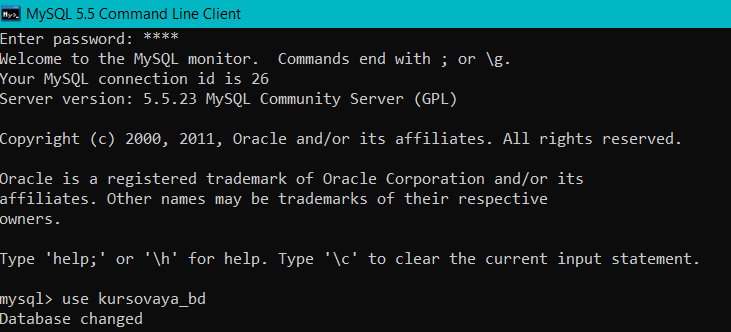 MySQL 5.5 Command Line Client
Enter password: ****
Welcome to the MySQL monitor.  Commands end with ; or \g.
Your MySQL connection id is 26
Server version: 5.5.23 MySQL Community Server (GPL)
Copyright (c) 2000, 2011, Oracle and/or its affiliates. All rights reserved.
Oracle is a registered trademark of Oracle Corporation and/or its
affiliates. Other names may be trademarks of their respective
owners.
Type 'help;' or '\h' for help. Type '\c' to clear the current input statement.
mysql> use kursovaya_bd
Database changed